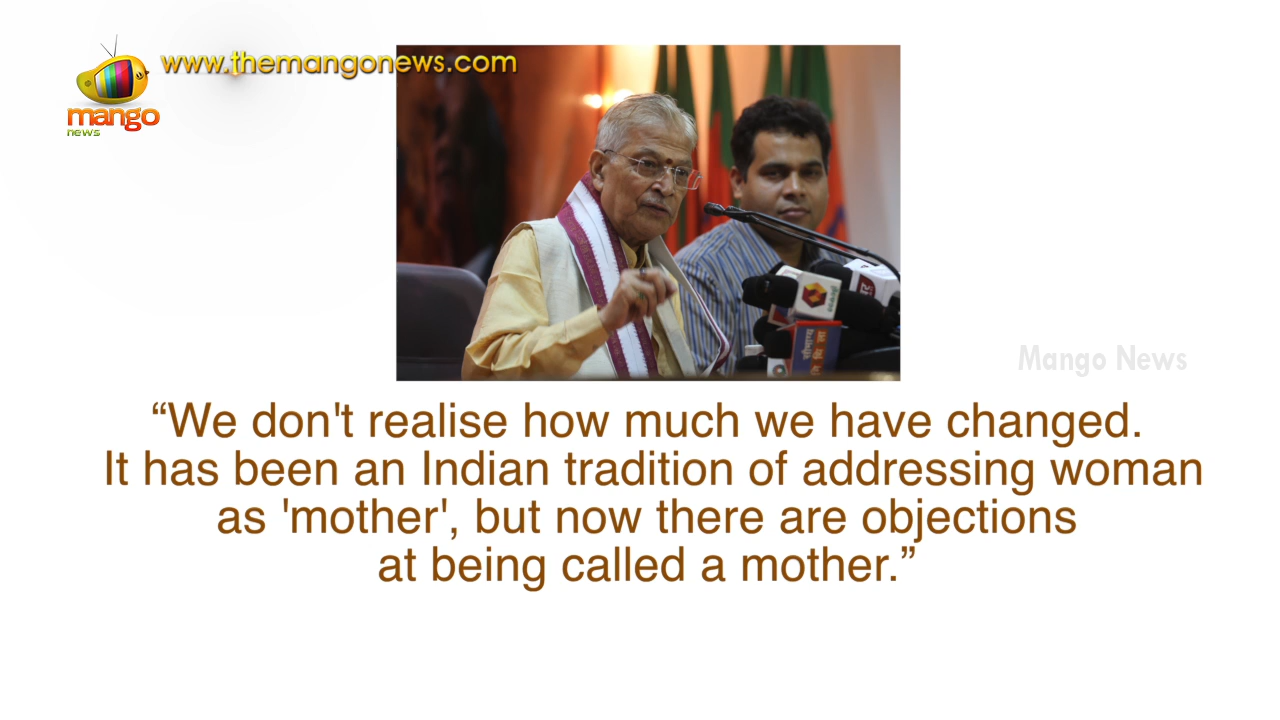 www.themangonews.com
mango
news
Mango News
“We don't realise how much we have changed.
It has been an Indian tradition of addressing woman
as 'mother', but now there are objections
at being called a mother.”